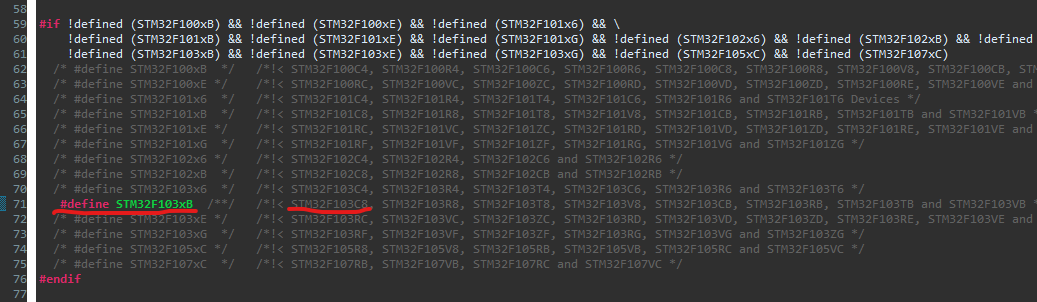 58
59 #if !defined (STM32F100xB) && !defined (STM32F100xE) && !defined (STM32F101x6) && \
60 !defined (STM32F101xB) && !defined (STM32F101xE) && !defined (STM32F101xG) && !defined (STM32F102x6) && !defined (STM32F102xB) && !defined
61 !defined (STM32F103xB) && !defined (STM32F103xE) && !defined (STM32F103xG) && !defined (STM32F105xC) && !defined (STM32F107xC)
62 /* #define STM32F100xB */ /*!< STM32F100C4, STM32F100R4, STM32F100C6, STM32F100R6, STM32F100C8, STM32F100R8, STM32F100V8, STM32F100CB, STM
63 /* #define STM32F100xE */ /*!< STM32F100RC, STM32F100VC, STM32F100ZC, STM32F100RD, STM32F100VD, STM32F100ZD, STM32F100RE, STM32F100VE and
64 /* #define STM32F101x6 */ /*!< STM32F101C4, STM32F101R4, STM32F101T4, STM32F101C6, STM32F101R6 and STM32F101T6 Devices */
65 /* #define STM32F101xB */ /*!< STM32F101C8, STM32F101R8, STM32F101T8, STM32F101V8, STM32F101CB, STM32F101RB, STM32F101TB and STM32F101VB *
66 /* #define STM32F101xE */ /*!< STM32F101RC, STM32F101VC, STM32F101ZC, STM32F101RD, STM32F101VD, STM32F101ZD, STM32F101RE, STM32F101VE and
67 /* #define STM32F101xG */ /*!< STM32F101RF, STM32F101VF, STM32F101ZF, STM32F101RG, STM32F101VG and STM32F101ZG */
68 /* #define STM32F102x6 */ /*!< STM32F102C4, STM32F102R4, STM32F102C6 and STM32F102R6 */
69 /* #define STM32F102xB */ /*!< STM32F102C8, STM32F102R8, STM32F102CB and STM32F102RB */
70 /* #define STM32F103x6 */ /*!< STM32F103C4, STM32F103R4, STM32F103T4, STM32F103C6, STM32F103R6 and STM32F103T6 */
71 #define STM32F103xB /**/ /*!< STM32F103C8, STM32F103R8, STM32F103T8, STM32F103V8, STM32F103CB, STM32F103RB, STM32F103TB and STM32F103VB *
72 /* #define STM32F103xE */ /*!< STM32F103RC, STM32F103VC, STM32F103ZC, STM32F103RD, STM32F103VD, STM32F103ZD, STM32F103RE, STM32F103VE and
73 /* #define STM32F103xG */ /*!< STM32F103RF, STM32F103VF, STM32F103ZF, STM32F103RG, STM32F103VG and STM32F103ZG */
74 /* #define STM32F105xC */ /*!< STM32F105R8, STM32F105V8, STM32F105RB, STM32F105VB, STM32F105RC and STM32F105VC */
75 /* #define STM32F107xC */ /*!< STM32F107RB, STM32F107VB, STM32F107RC and STM32F107VC */
76 #endif
77